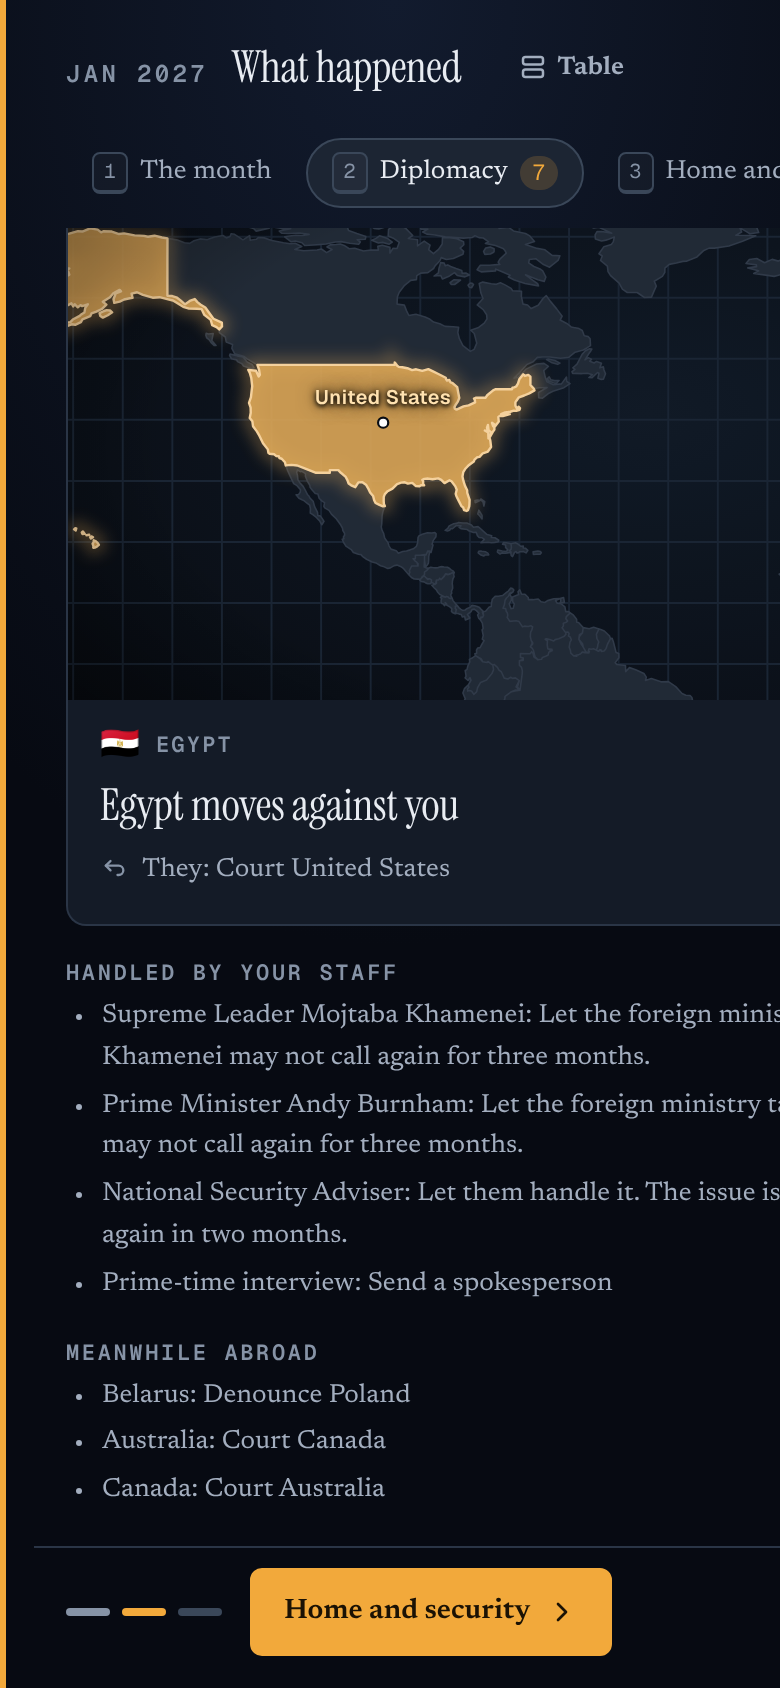 JAN 2027 What happened Table
1 The month 2 Diplomacy 7 3 Home and
United States
EGYPT
Egypt moves against you
They: Court United States
HANDLED BY YOUR STAFF
• Supreme Leader Mojtaba Khamenei: Let the foreign minis
Khamenei may not call again for three months.
• Prime Minister Andy Burnham: Let the foreign ministry ta
may not call again for three months.
• National Security Adviser: Let them handle it. The issue is
again in two months.
• Prime-time interview: Send a spokesperson
MEANWHILE ABROAD
• Belarus: Denounce Poland
• Australia: Court Canada
• Canada: Court Australia
Home and security